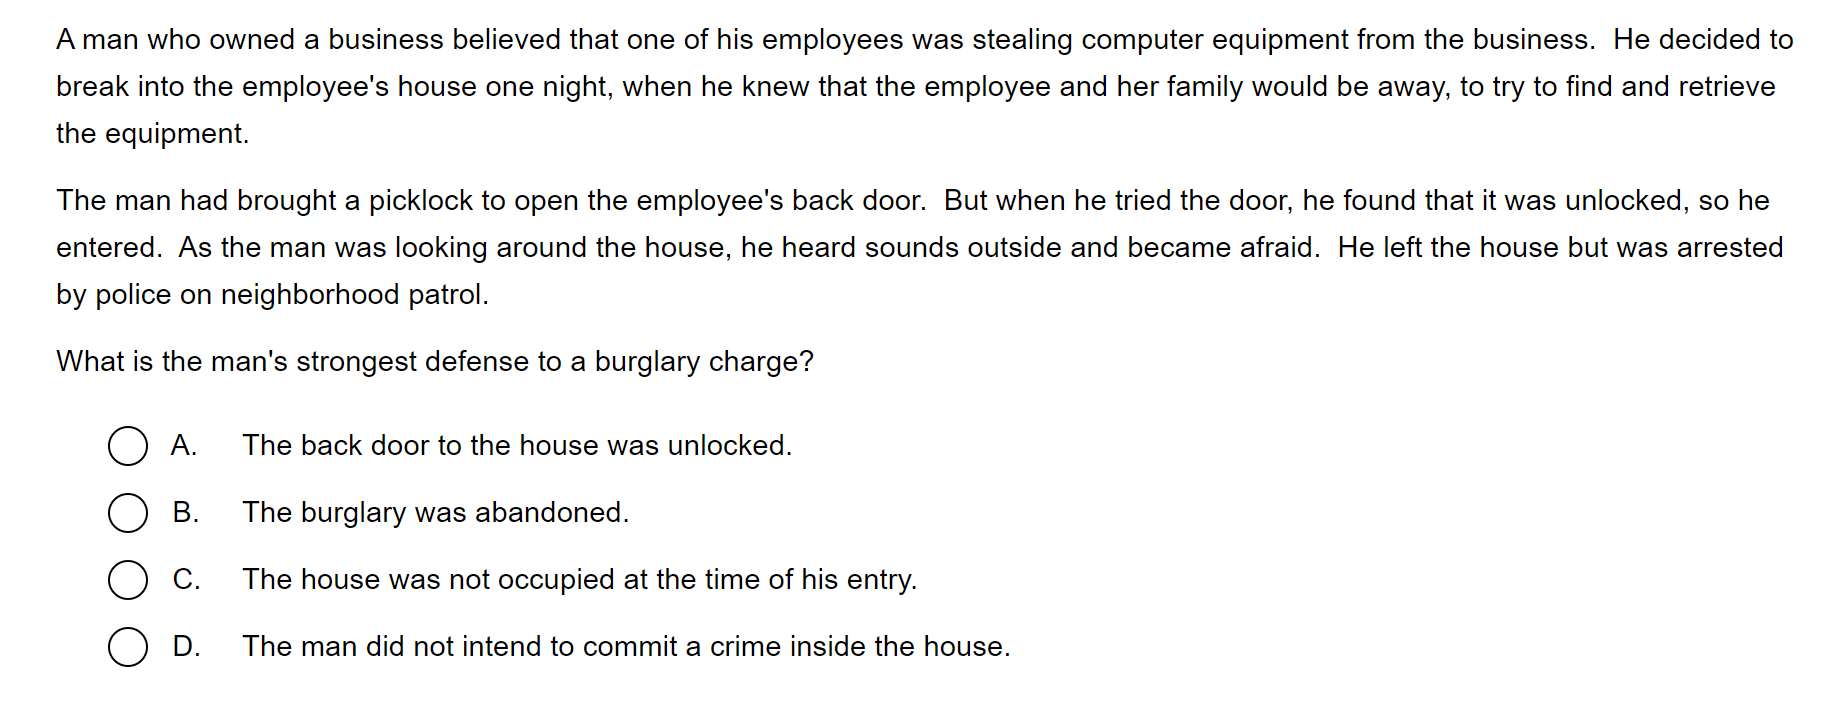 A man who owned a business believed that one of his employees was stealing computer equipment from the business.  He decided to
break into the employee's house one night, when he knew that the employee and her family would be away, to try to find and retrieve
the equipment.
The man had brought a picklock to open the employee's back door.  But when he tried the door, he found that it was unlocked, so he
entered.  As the man was looking around the house, he heard sounds outside and became afraid.  He left the house but was arrested
by police on neighborhood patrol.
What is the man's strongest defense to a burglary charge?
A. The back door to the house was unlocked.
B. The burglary was abandoned.
C. The house was not occupied at the time of his entry.
D. The man did not intend to commit a crime inside the house.